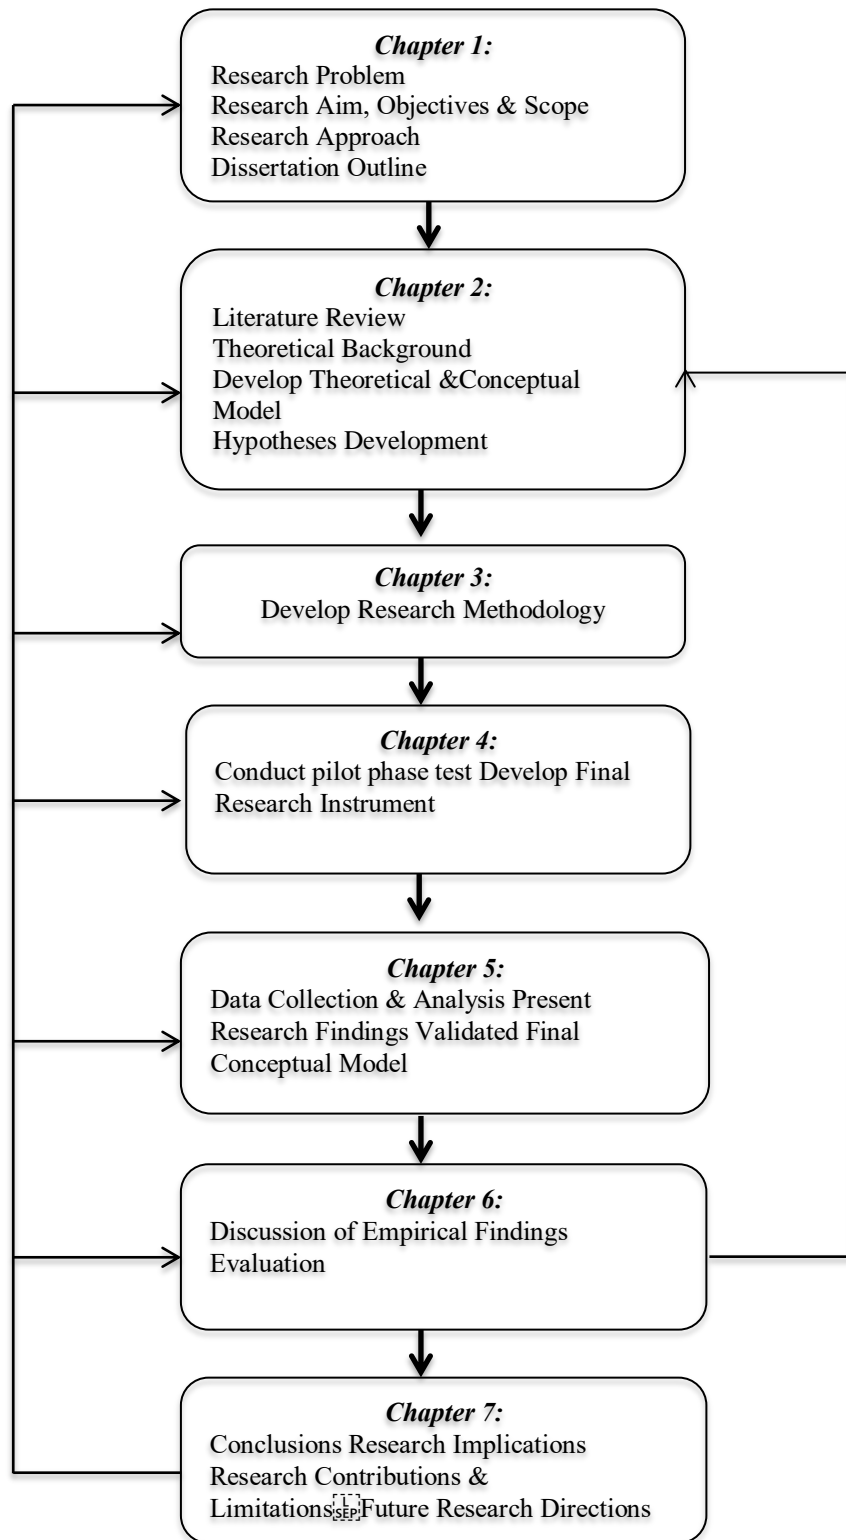 Chapter 1:
Research Problem
Research Aim, Objectives & Scope
Research Approach
Dissertation Outline
Chapter 2:
Literature Review
Theoretical Background
Develop Theoretical &Conceptual
Model
Hypotheses Development
Chapter 3:
Develop Research Methodology
Chapter 4:
Conduct pilot phase test Develop Final
Research Instrument
Chapter 5:
Data Collection & Analysis Present
Research Findings Validated Final
Conceptual Model
Chapter 6:
Discussion of Empirical Findings
Evaluation
Chapter 7:
Conclusions Research Implications
Research Contributions &
Limitations L SEP Future Research Directions